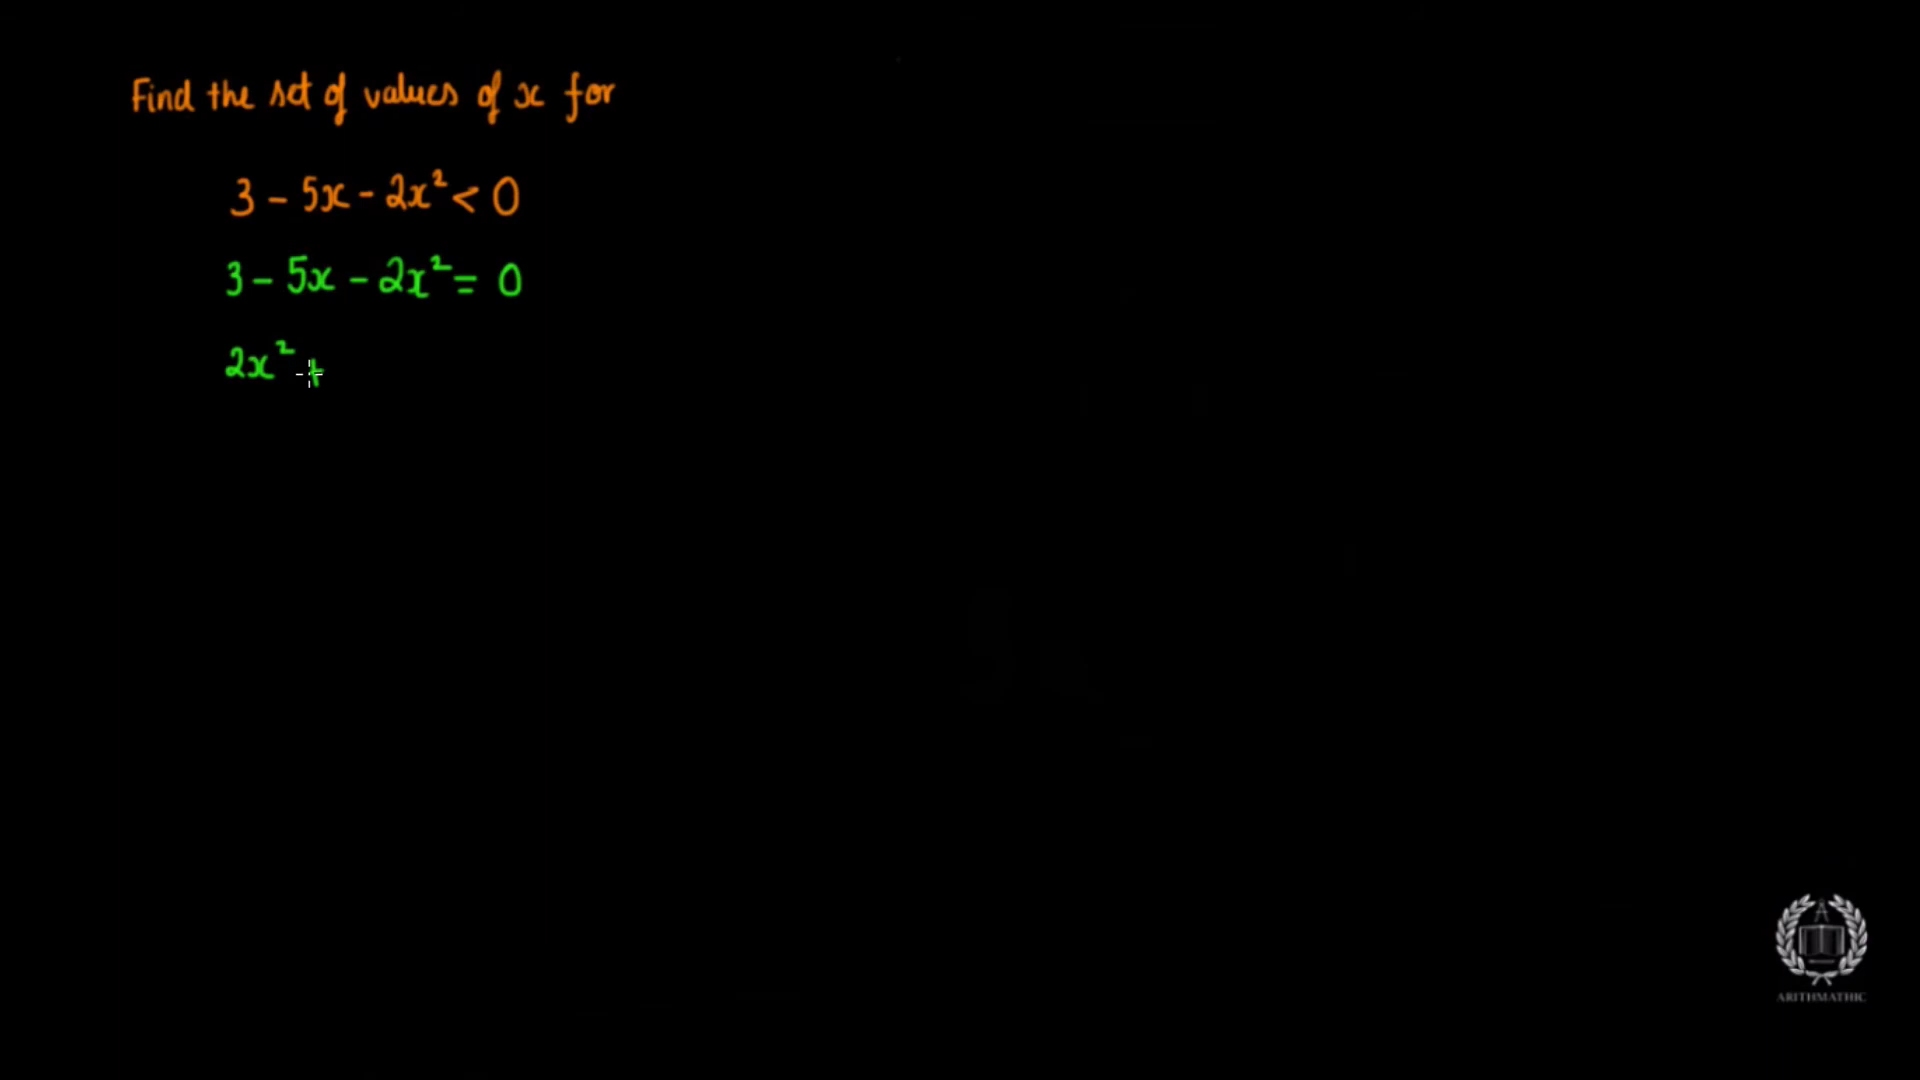 Find the set of values of x for
3 - 5x - 2x² < 0
3 - 5x - 2x² = 0
2x² +
ARITHMATHIC